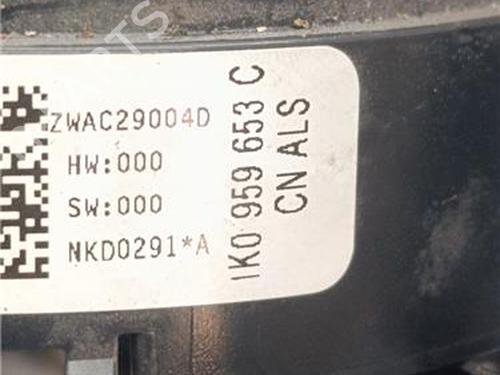 ZWAC29004D
HW:000
SW:000
NKD0291*A
1K0 959 653 C
CN ALS